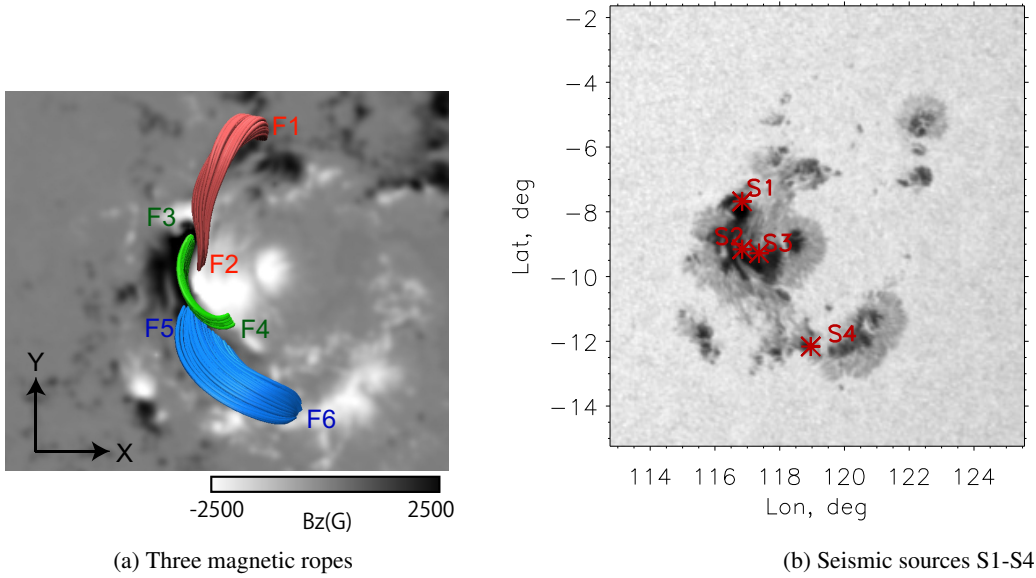 F1
F3
F2
F5
F4
F6
Y
X
-2500
2500
Bz(G)
(a) Three magnetic ropes
−2
−4
−6
−8
−10
−12
−14
Lat, deg
S1
S2
S3
S4
114 116 118 120 122 124
Lon, deg
(b) Seismic sources S1-S4